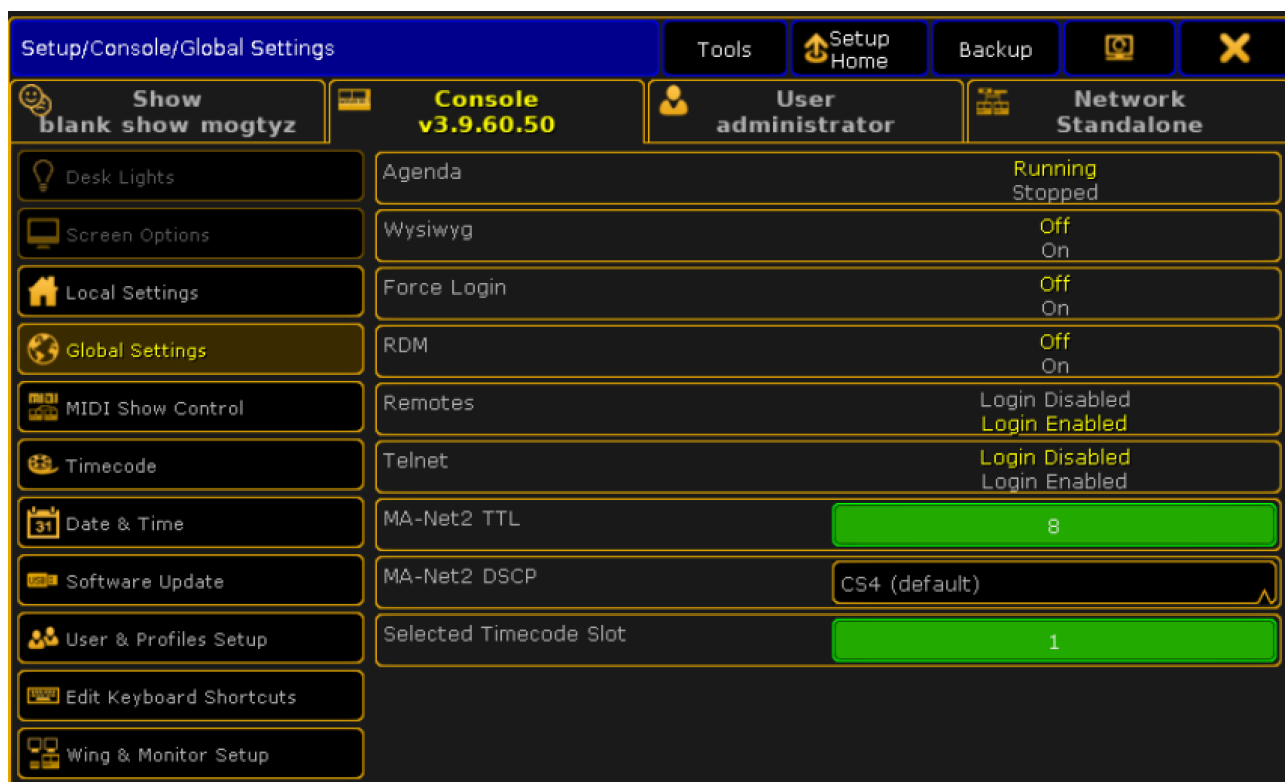 Setup/Console/Global Settings
Tools
Setup
Home
Backup
Show
blank show mogtyz
Console
v3.9.60.50
User
administrator
Network
Standalone
Desk Lights
Screen Options
Local Settings
Global Settings
MIDI
MIDI Show Control
Timecode
31
Date & Time
USB
Software Update
User & Profiles Setup
Edit Keyboard Shortcuts
Wing & Monitor Setup
Agenda
Running
Stopped
Wysiwyg
Off
On
Force Login
Off
On
RDM
Off
On
Remotes
Login Disabled
Login Enabled
Telnet
Login Disabled
Login Enabled
MA-Net2 TTL
8
MA-Net2 DSCP
CS4 (default)
Selected Timecode Slot
1